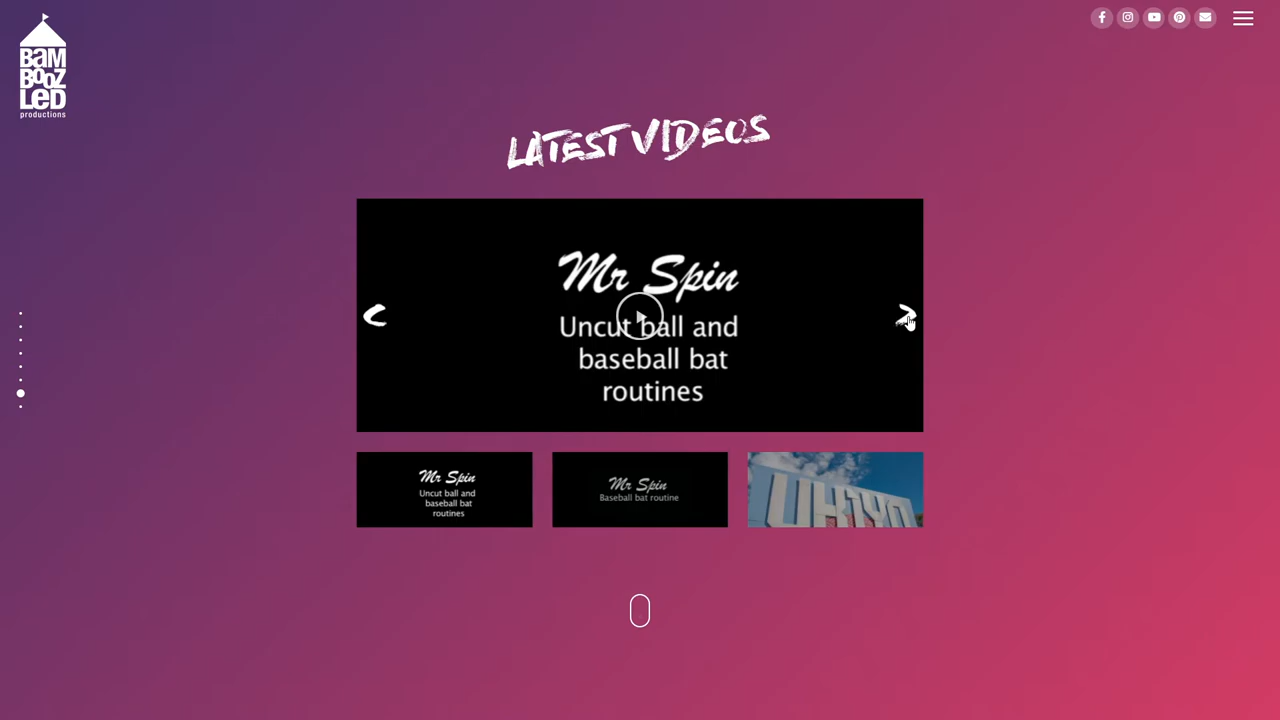 BAM
BOOZ
LED
productions
LATEST VIDEOS
Mr Spin
Uncut ball and
baseball bat
routines
Mr Spin
Uncut ball and
baseball bat
routines
Mr Spin
Baseball bat routine
UKIYO